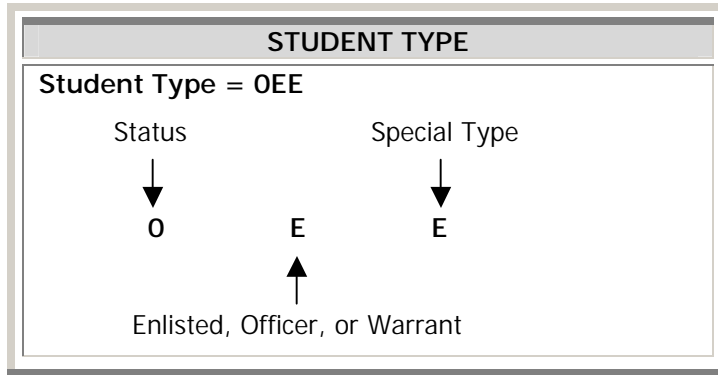 STUDENT TYPE
Student Type = 0EE
Status Special Type
0 E E
Enlisted, Officer, or Warrant